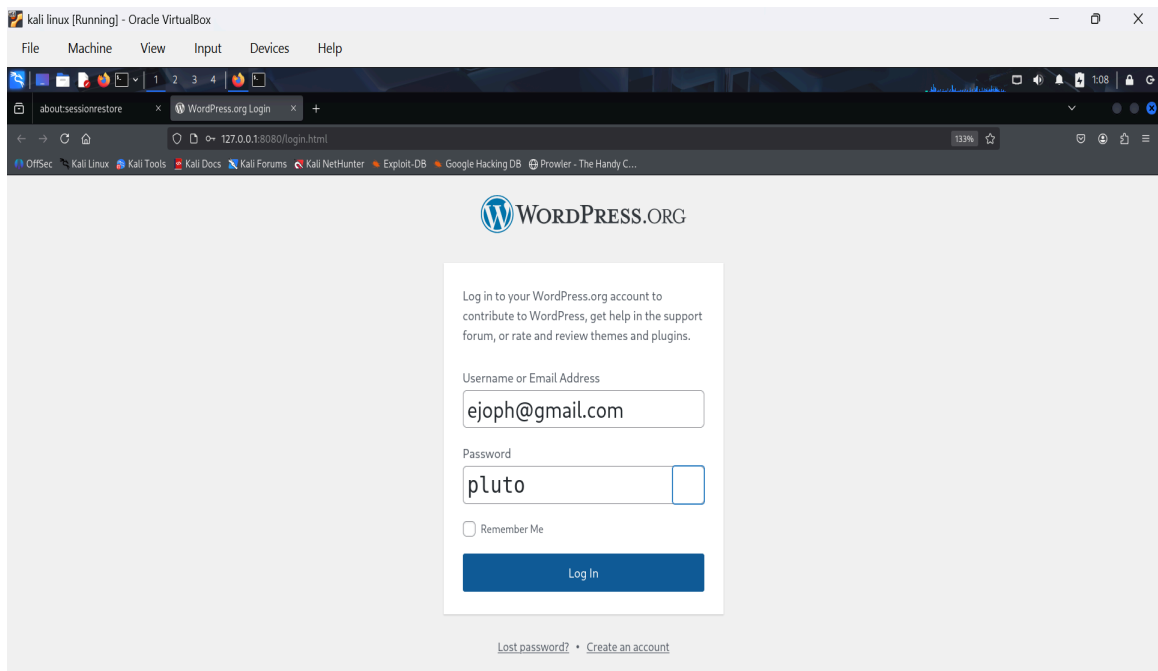 kali linux [Running] - Oracle VirtualBox
File Machine View Input Devices Help
1 2 3 4 1:08
about:sessionrestore WordPress.org Login
127.0.0.1:8080/login.html 133%
OffSec Kali Linux Kali Tools Kali Docs Kali Forums Kali NetHunter Exploit-DB Google Hacking DB Prowler - The Handy C...
WORDPRESS.ORG
Log in to your WordPress.org account to
contribute to WordPress, get help in the support
forum, or rate and review themes and plugins.
Username or Email Address
ejoph@gmail.com
Password
pluto
Remember Me
Log In
Lost password? • Create an account